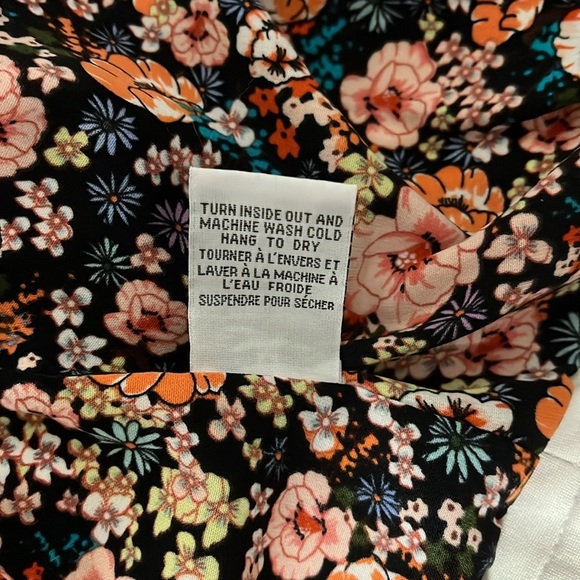 TURN INSIDE OUT AND
MACHINE WASH COLD
HANG TO DRY
TOURNER À L'ENVERS ET
LAVER À LA MACHINE À
L'EAU FROIDE
SUSPENDRE POUR SÉCHER